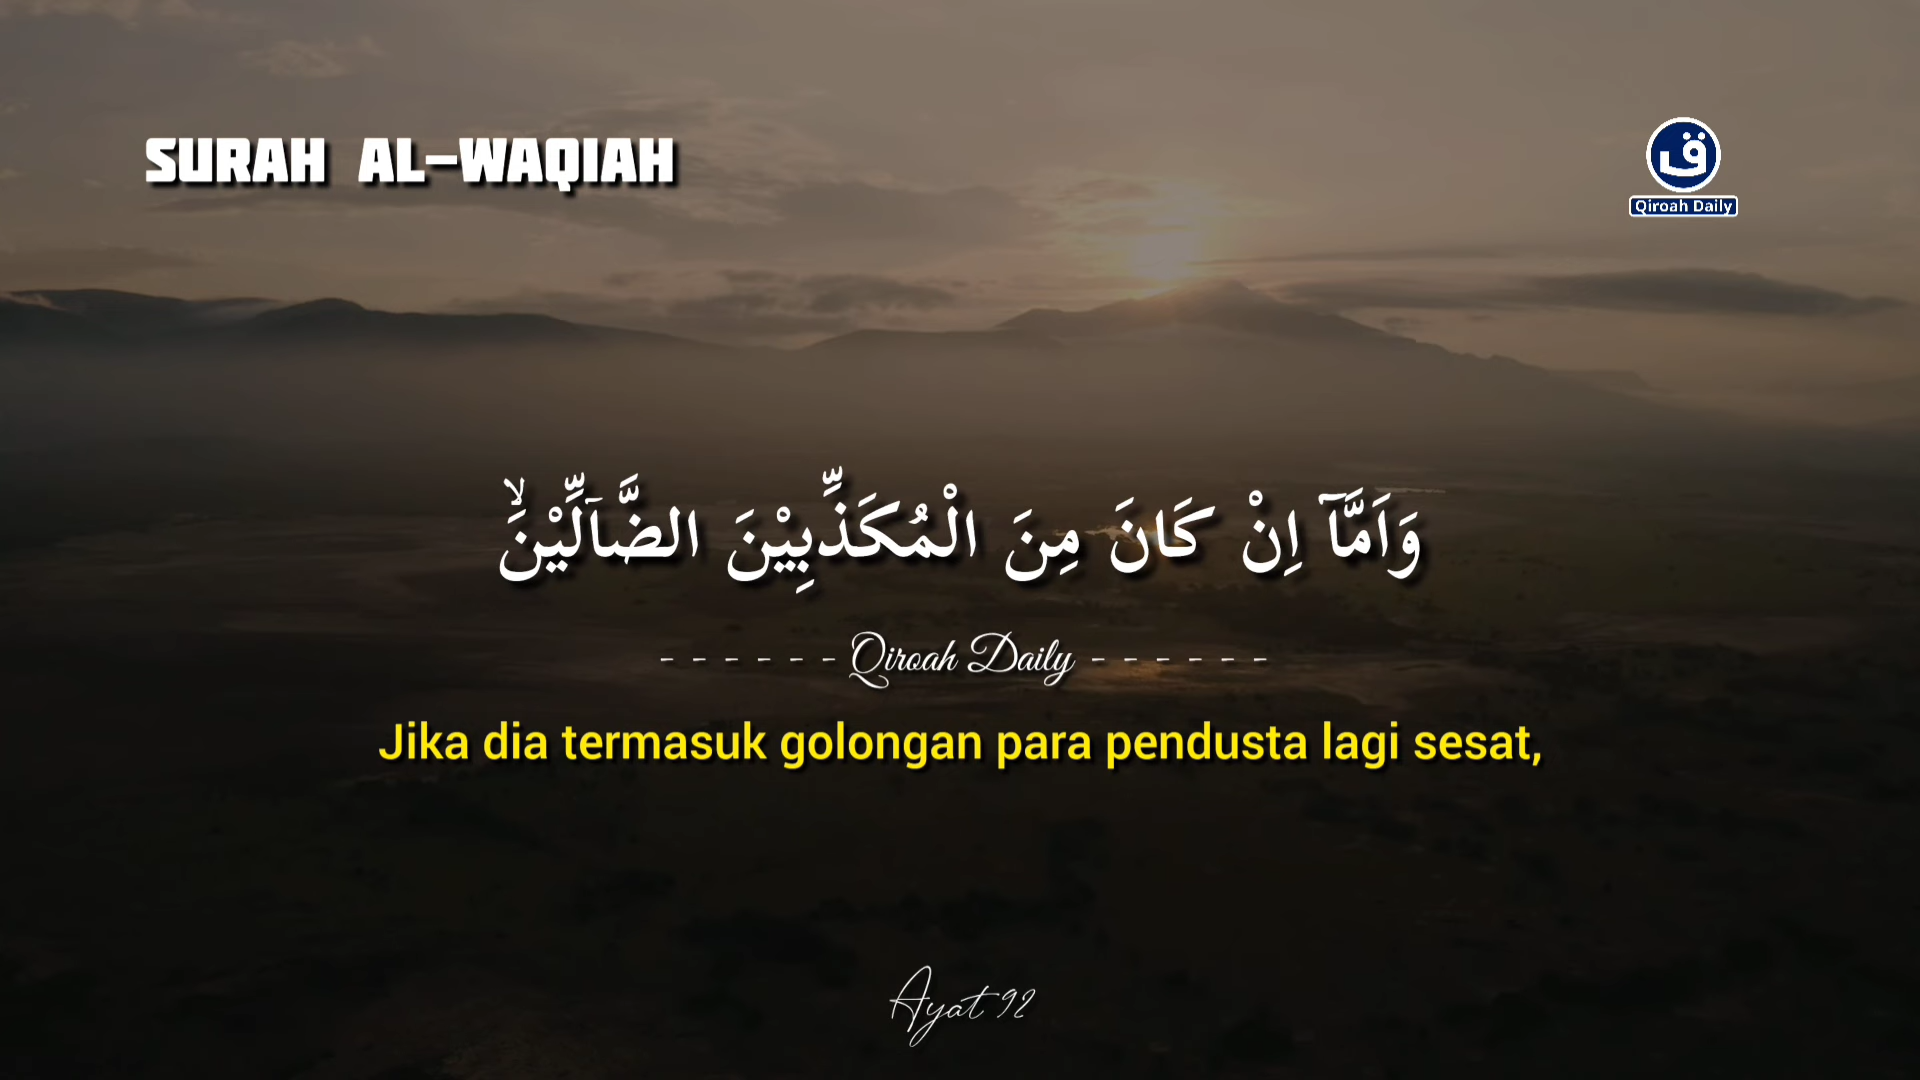 SURAH AL-WAQIAH
ق
Qiroah Daily
وَاَمَّآ اِنْ كَانَ مِنَ الْمُكَذِّبِيْنَ الضَّاۤلِّيْنَۙ
- - - - - - Qiroah Daily - - - - - -
Jika dia termasuk golongan para pendusta lagi sesat,
Ayat 92